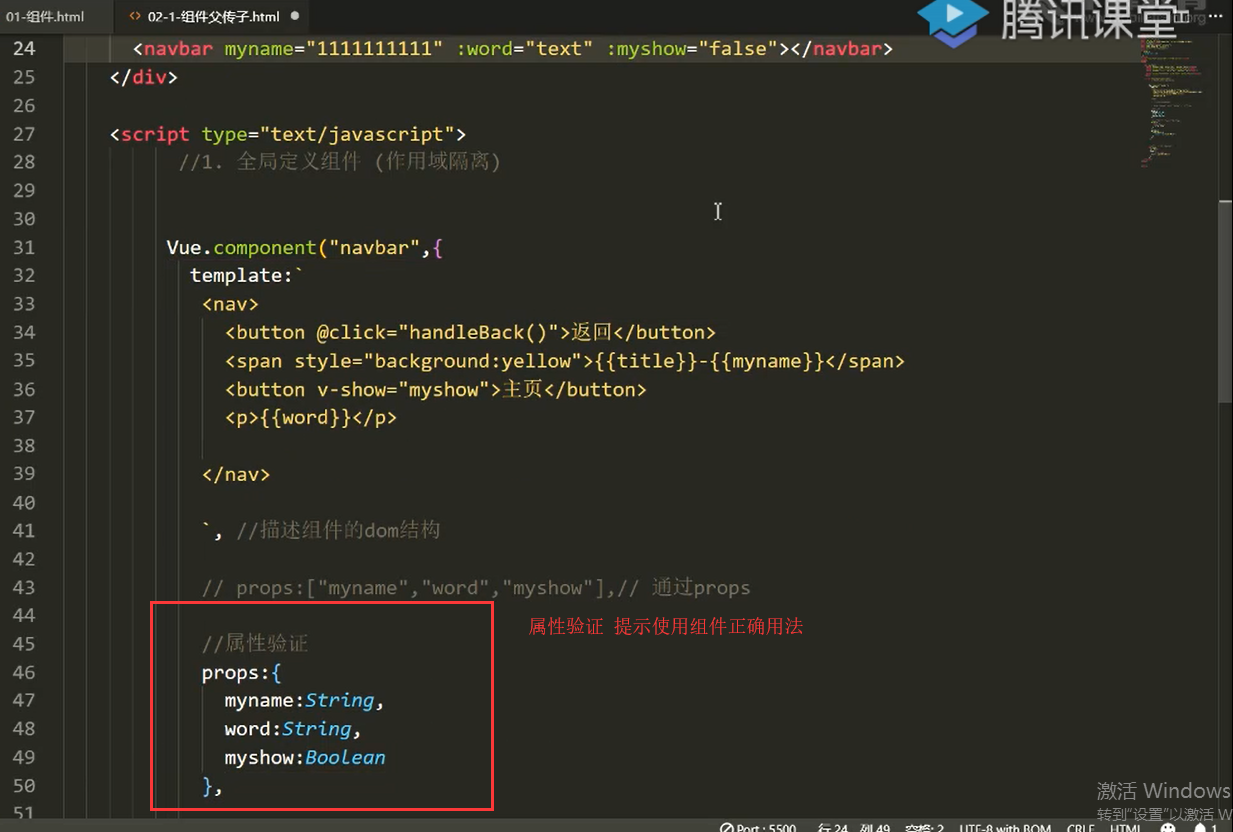 01-组件.html
<> 02-1-组件父传子.html ●
腾讯课堂
24 <navbar myname="1111111111" :word="text" :myshow="false"></navbar>
25 </div>
26
27 <script type="text/javascript">
28 //1. 全局定义组件 (作用域隔离)
29
30
31 Vue.component("navbar",{
32 template:`
33 <nav>
34 <button @click="handleBack()">返回</button>
35 <span style="background:yellow">{{title}}-{{myname}}</span>
36 <button v-show="myshow">主页</button>
37 <p>{{word}}</p>
38
39 </nav>
40
41 `, //描述组件的dom结构
42
43 // props:["myname","word","myshow"],// 通过props
44
属性验证 提示使用组件正确用法
45 //属性验证
46 props:{
47 myname:String,
48 word:String,
49 myshow:Boolean
50 },
51
激活 Windows
转到"设置"以激活 W
Port : 5500 行 24, 列 49 空格: 2 UTF-8 with BOM CRLF HTML 1